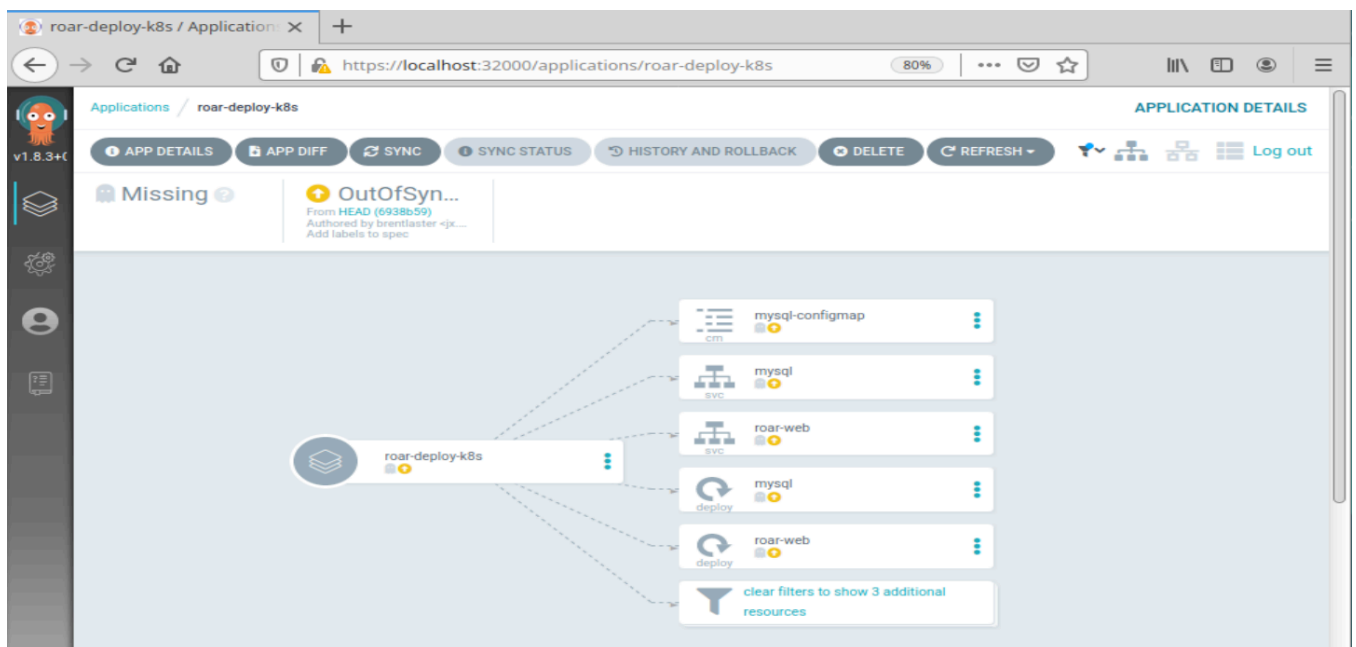 roar-deploy-k8s / Application
https://localhost:32000/applications/roar-deploy-k8s
80%
Applications / roar-deploy-k8s
APPLICATION DETAILS
v1.8.3+(
APP DETAILS
APP DIFF
SYNC
SYNC STATUS
HISTORY AND ROLLBACK
DELETE
REFRESH
Log out
Missing
OutOfSyn...
From HEAD (6938b59)
Authored by brentlaster <jx....
Add labels to spec
mysql-configmap
cm
mysql
svc
roar-web
svc
roar-deploy-k8s
mysql
deploy
roar-web
deploy
clear filters to show 3 additional
resources